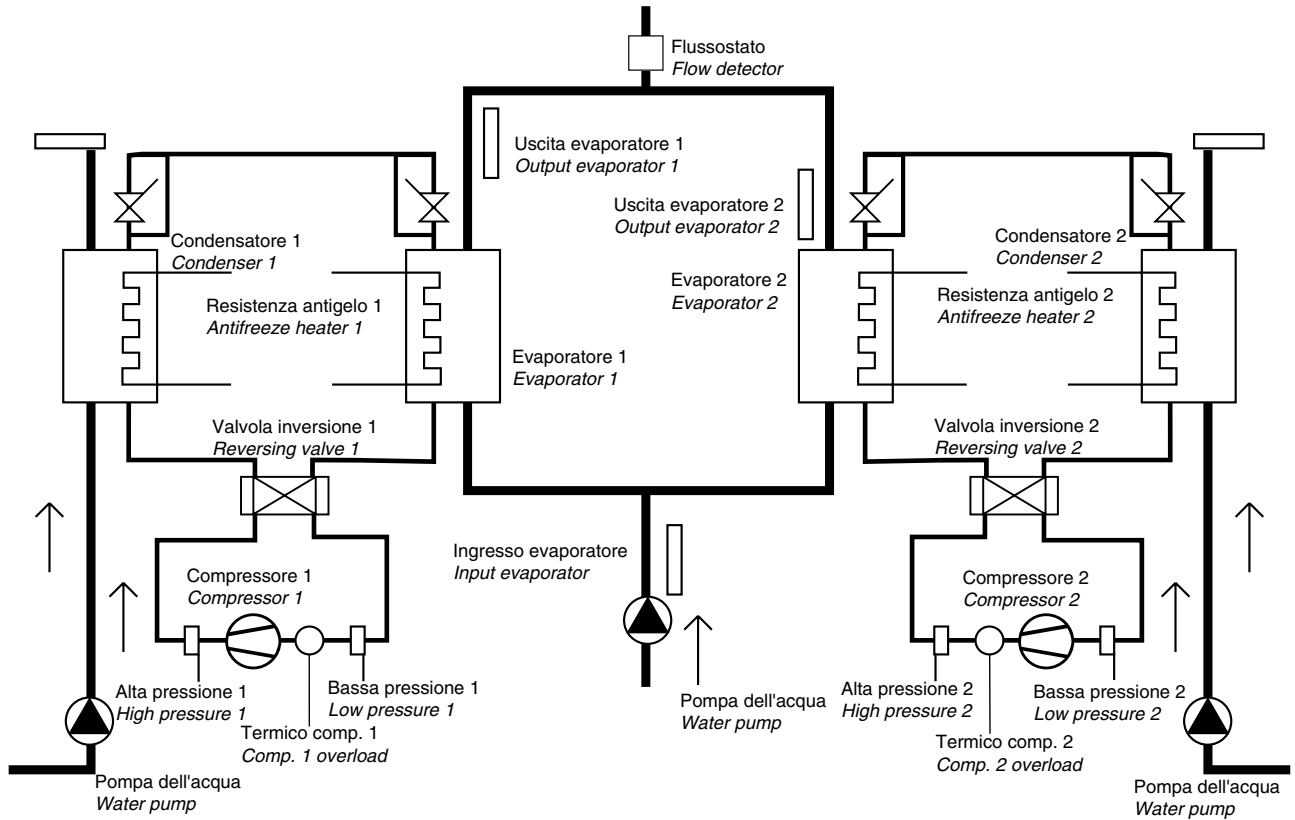 Flussostato
Flow detector
Uscita evaporatore 1
Output evaporator 1
Uscita evaporatore 2
Output evaporator 2
Condensatore 1
Condenser 1
Condensatore 2
Condenser 2
Evaporatore 2
Evaporator 2
Resistenza antigelo 1
Antifreeze heater 1
Resistenza antigelo 2
Antifreeze heater 2
Evaporatore 1
Evaporator 1
Valvola inversione 1
Reversing valve 1
Valvola inversione 2
Reversing valve 2
Ingresso evaporatore
Input evaporator
Compressore 1
Compressor 1
Compressore 2
Compressor 2
Alta pressione 1
High pressure 1
Bassa pressione 1
Low pressure 1
Pompa dell'acqua
Water pump
Alta pressione 2
High pressure 2
Bassa pressione 2
Low pressure 2
Termico comp. 1
Comp. 1 overload
Termico comp. 2
Comp. 2 overload
Pompa dell'acqua
Water pump
Pompa dell'acqua
Water pump